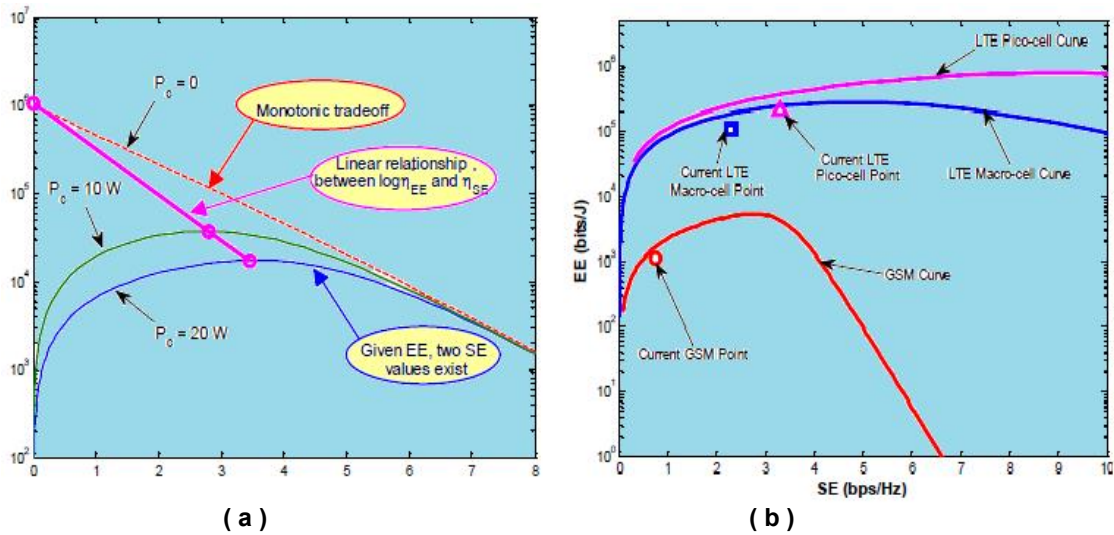 10^7
10^6
10^5
10^4
10^3
10^2
0 1 2 3 4 5 6 7 8
P_c = 0
Monotonic tradeoff
Linear relationship
between logη_EE and η_SE
P_c = 10 W
P_c = 20 W
Given EE, two SE
values exist
( a )
EE (bits/J)
10^6
10^5
10^4
10^3
10^2
10^1
10^0
0 1 2 3 4 5 6 7 8 9 10
SE (bps/Hz)
LTE Pico-cell Curve
Current LTE
Macro-cell Point
Current LTE
Pico-cell Point
LTE Macro-cell Curve
GSM Curve
Current GSM Point
( b )